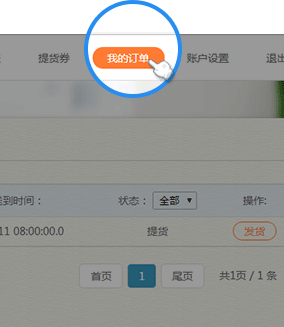 提货券 我的订单 账户设置 退出
到时间： 状态： 全部 ▼ 操作:
11 08:00:00.0 提货 发货
首页 1 尾页 共1页 / 1 条